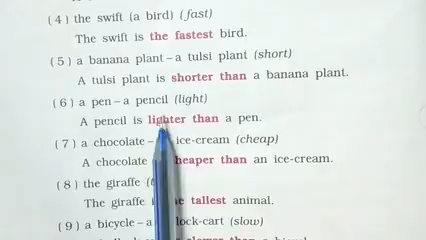 (4) the swift (a bird) (fast)
The swift is the fastest bird.
(5) a banana plant – a tulsi plant (short)
A tulsi plant is shorter than a banana plant.
(6) a pen – a pencil (light)
A pencil is lighter than a pen.
(7) a chocolate – ice-cream (cheap)
A chocolate heaper than an ice-cream.
(8) the giraffe
The giraffe tallest animal.
(9) a bicycle – a lock-cart (slow)